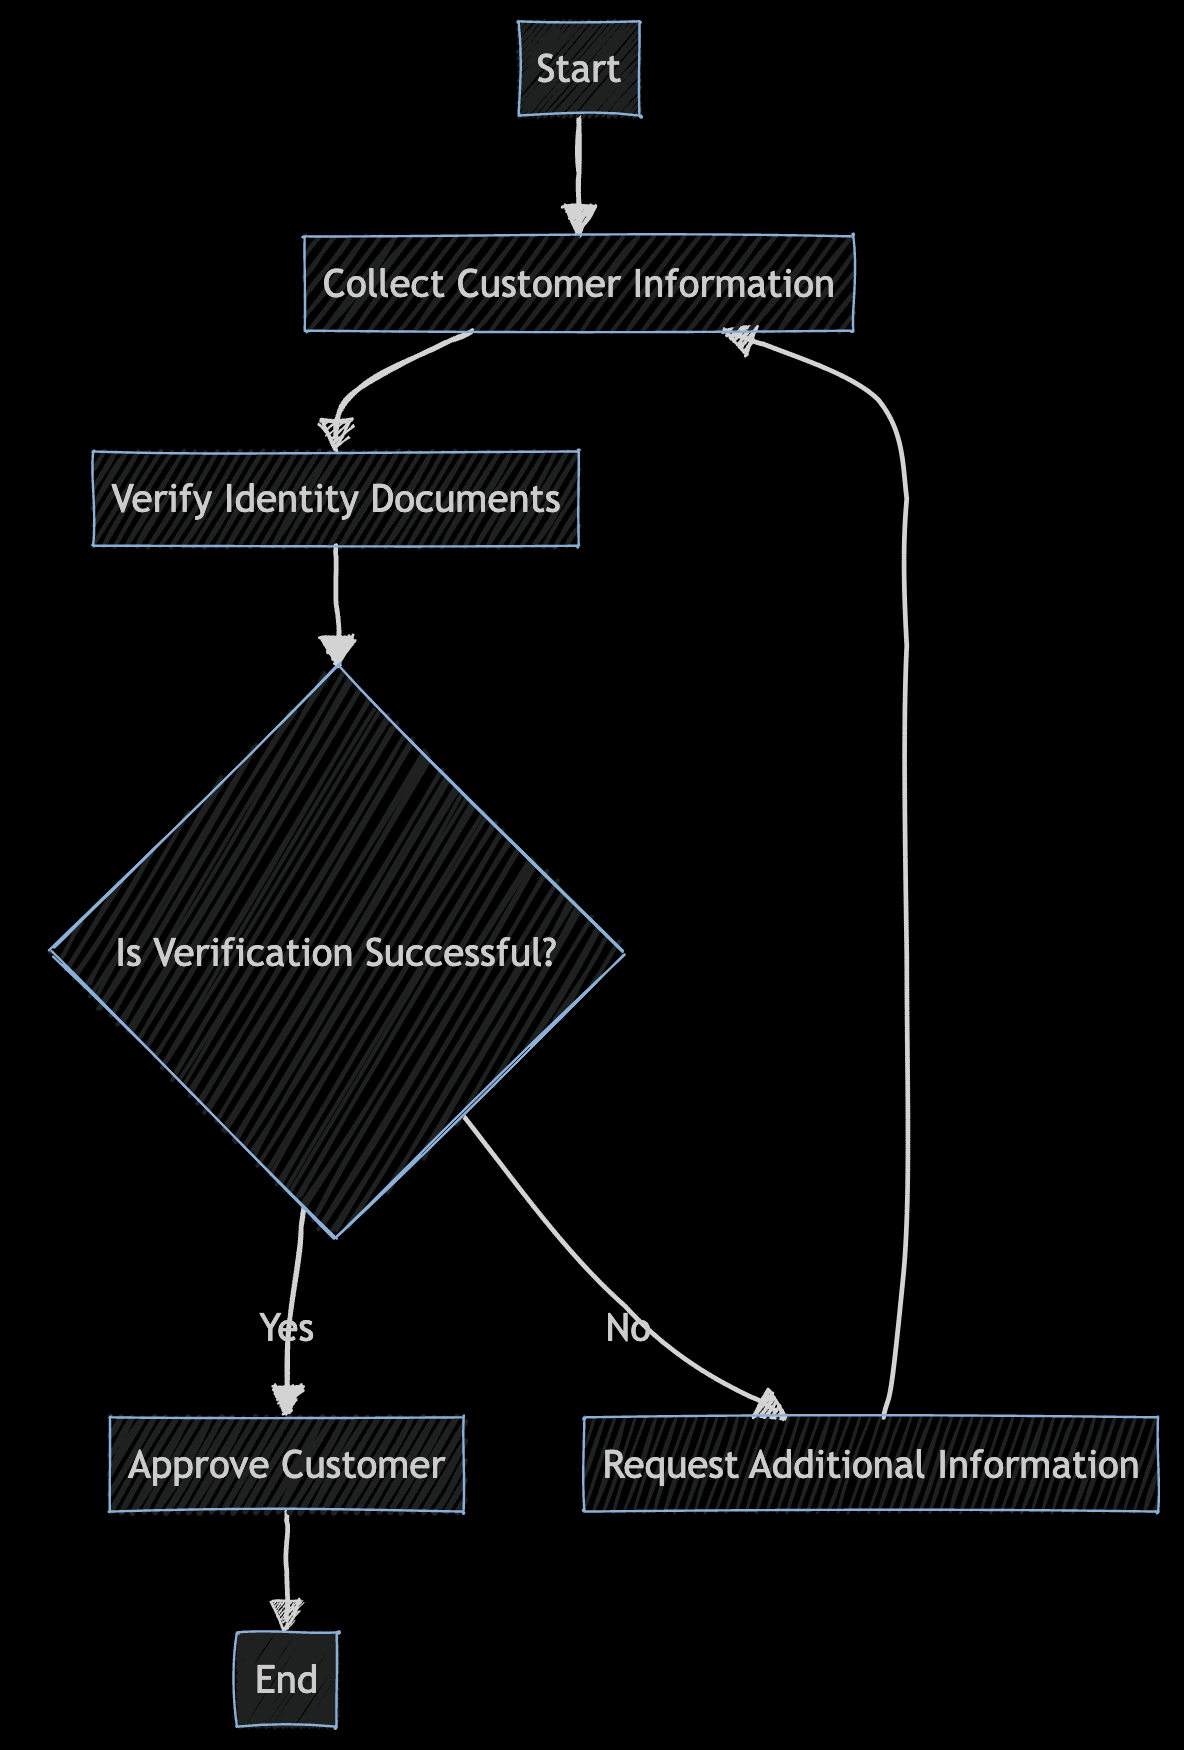 Start
Collect Customer Information
Verify Identity Documents
Is Verification Successful?
Yes
No
Approve Customer
Request Additional Information
End